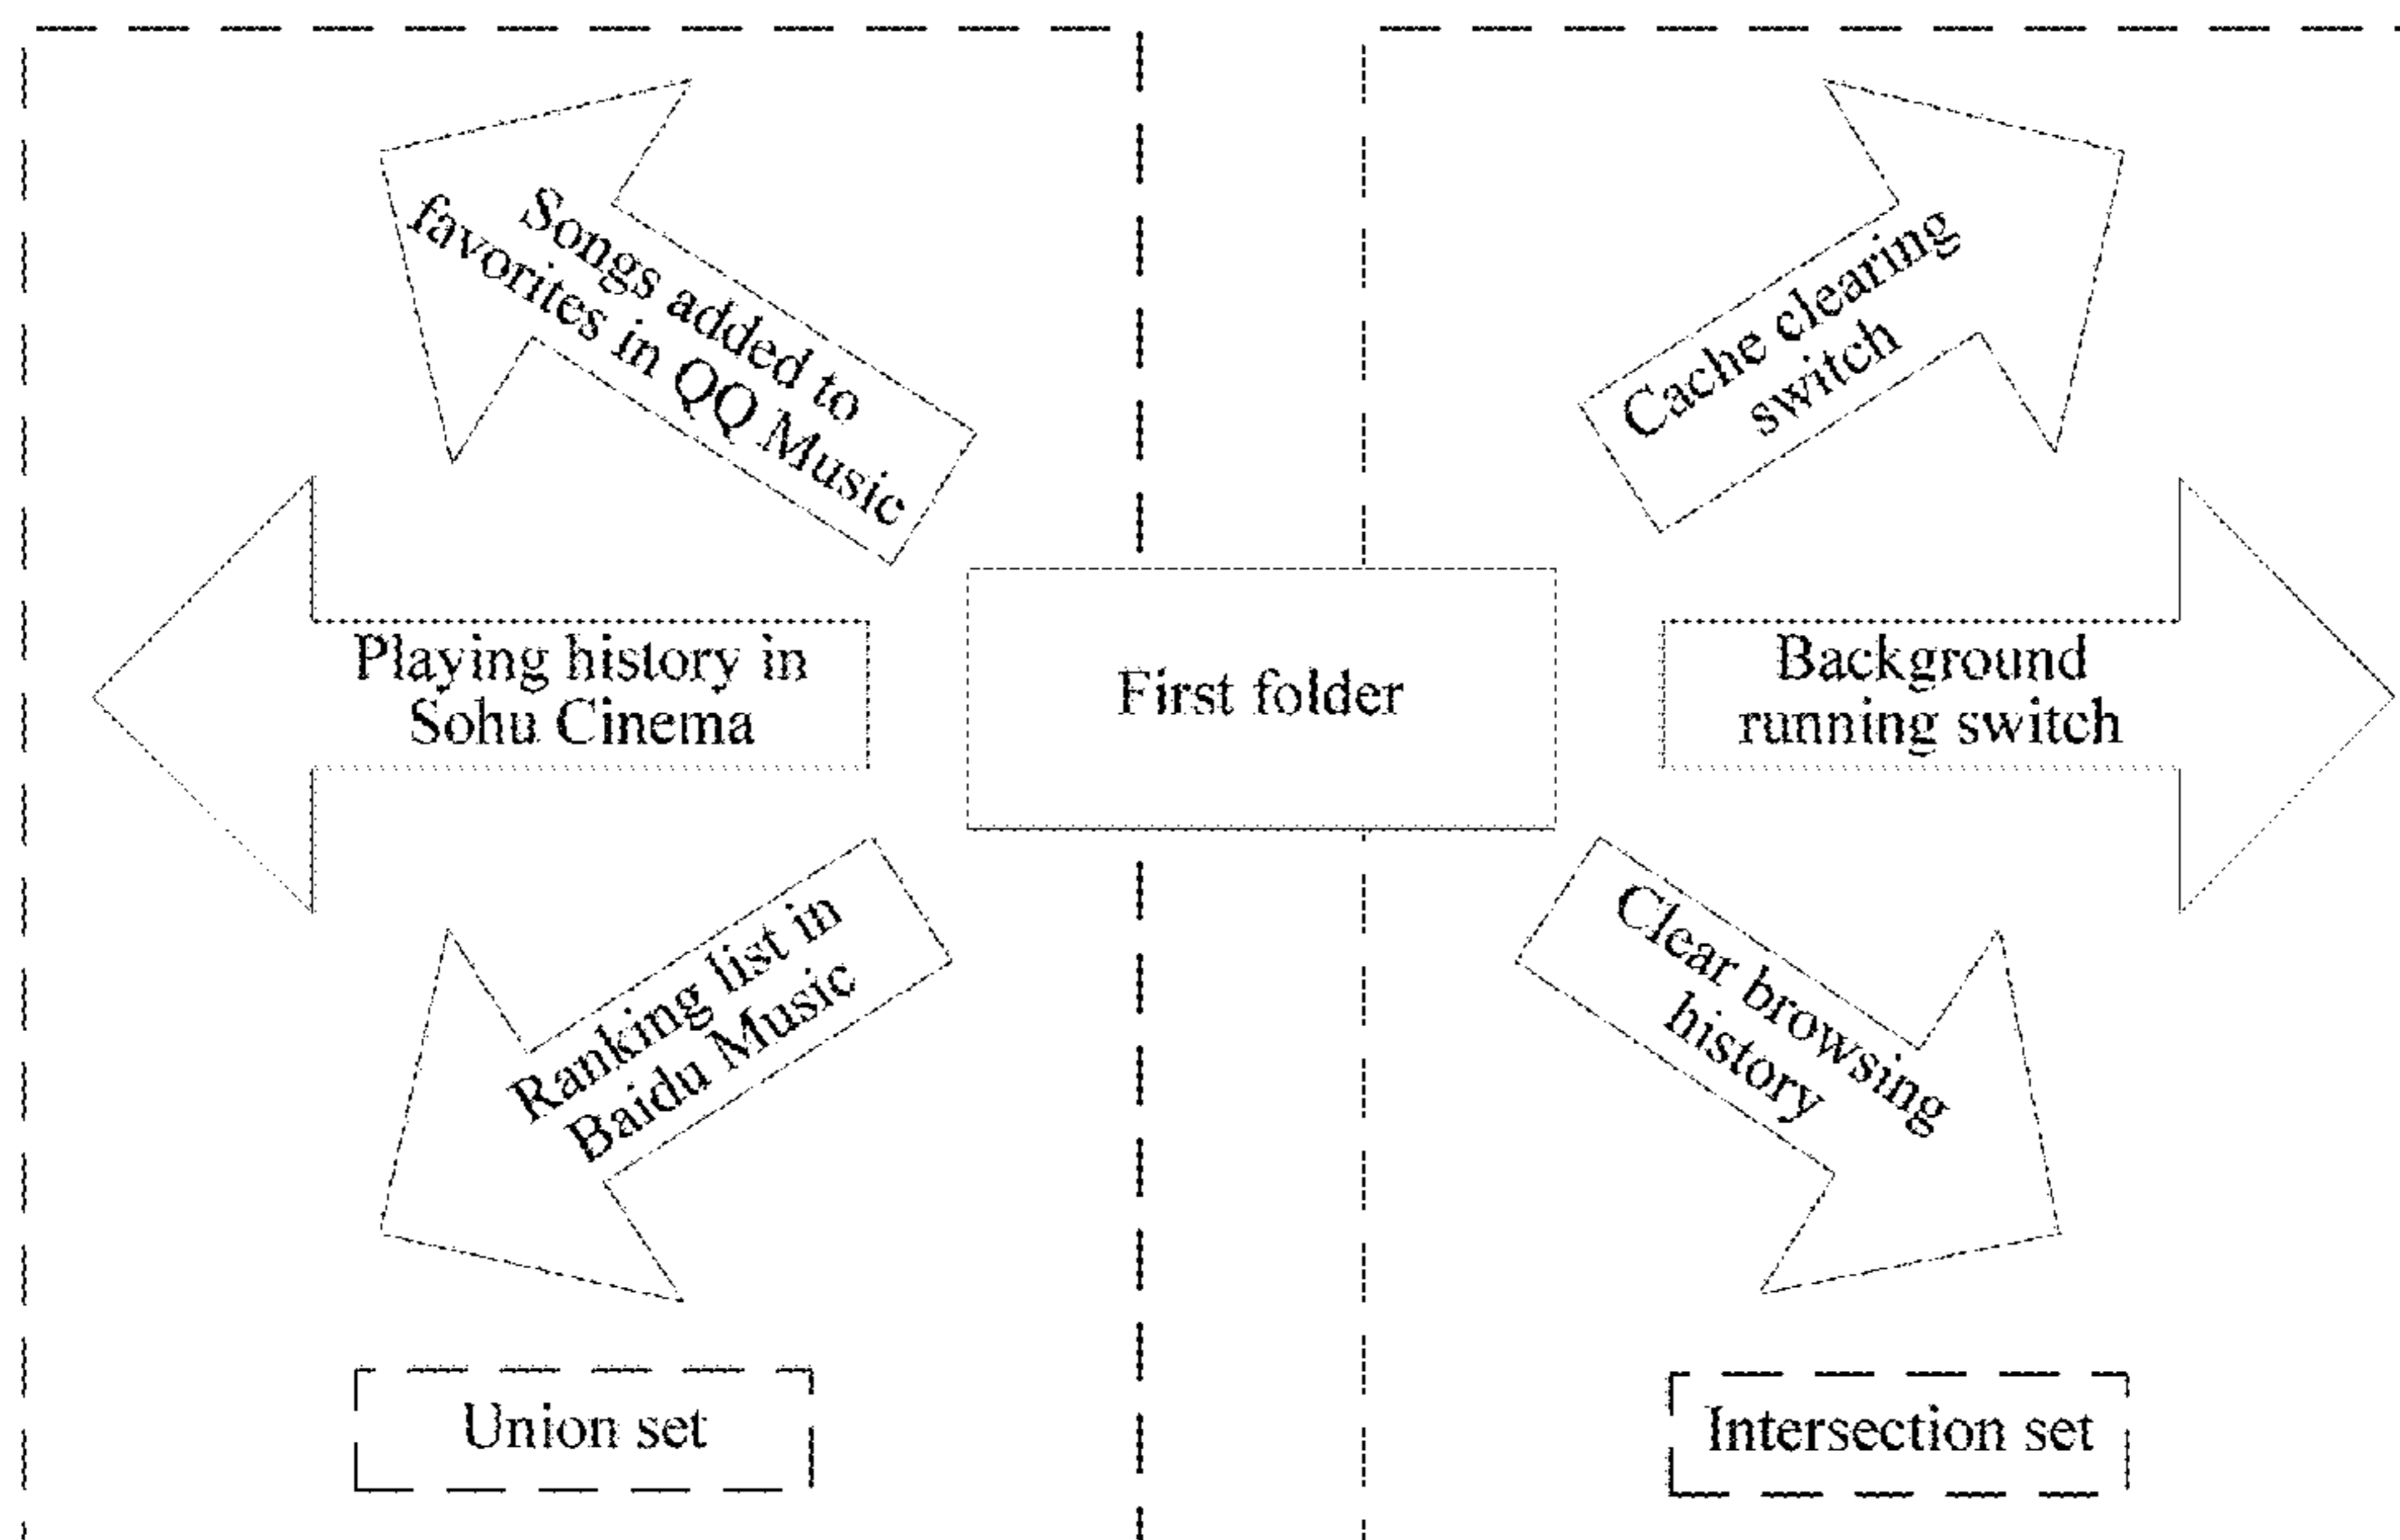 Songs added to
favorites in QQ Music
Cache clearing
switch
Playing history in
Sohu Cinema
First folder
Background
running switch
Ranking list in
Baidu Music
Clear browsing
history
Union set
Intersection set